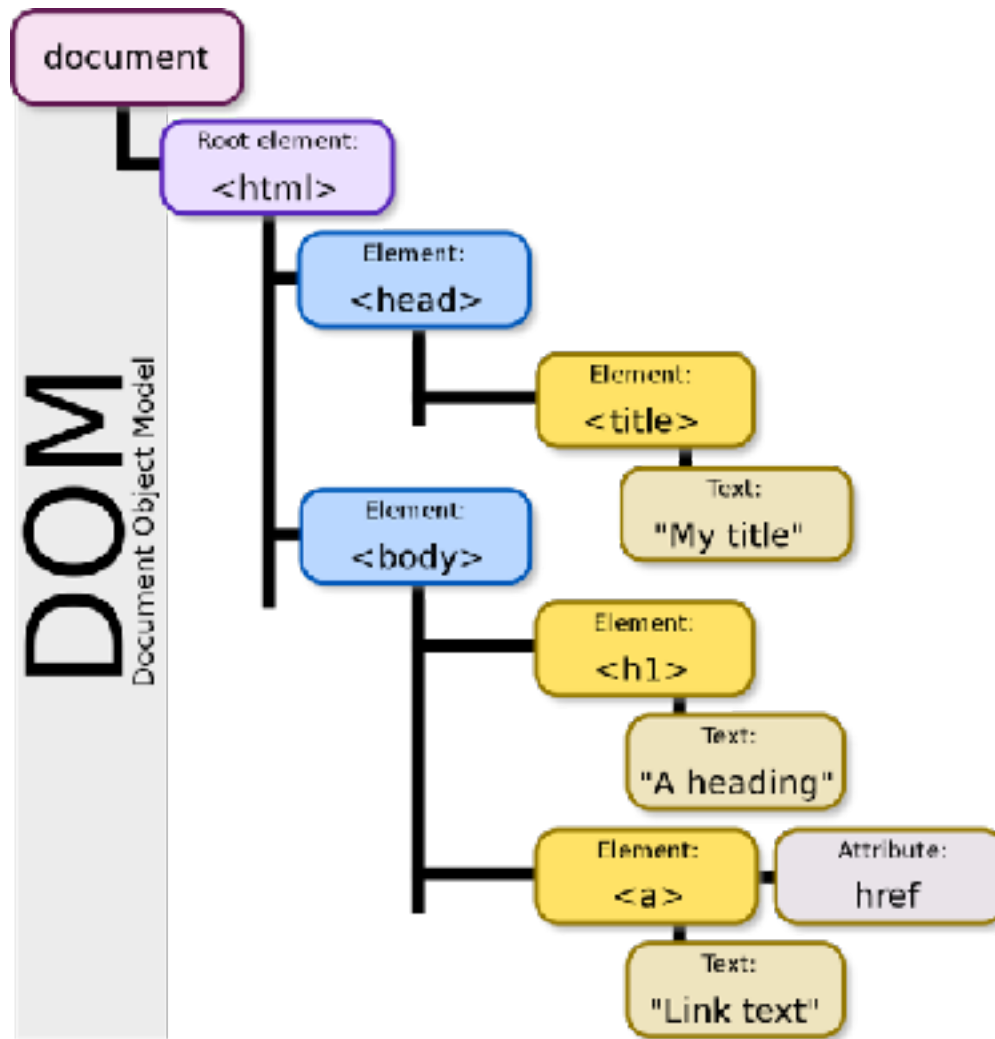 document
Root element:
<html>
Element:
<head>
Element:
<title>
Text:
"My title"
Element:
<body>
Element:
<h1>
Text:
"A heading"
Element:
<a>
Attribute:
href
Text:
"Link text"
DOM
Document Object Model